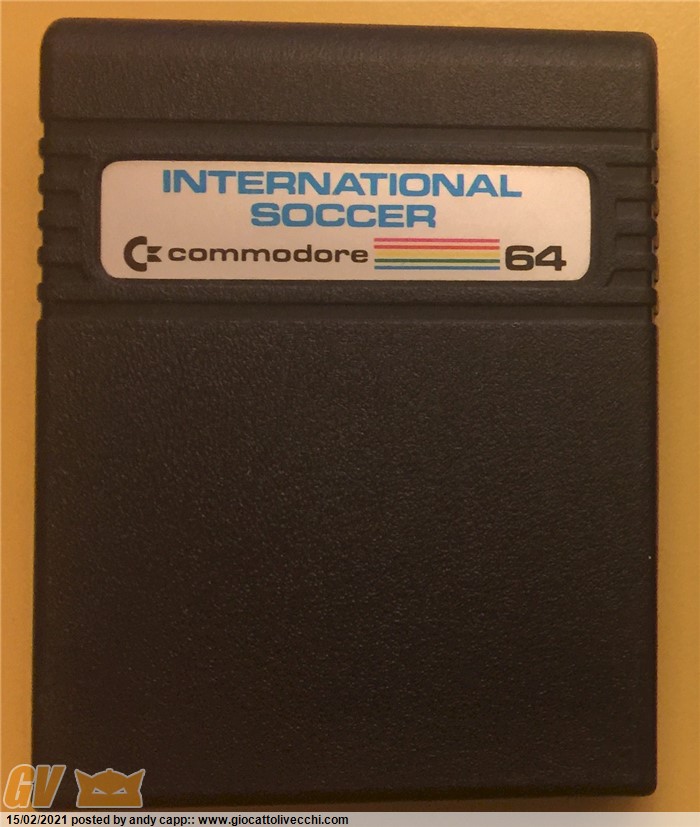 INTERNATIONAL
SOCCER
commodore 64
GV
15/02/2021 posted by andy capp:: www.giocattolivecchi.com